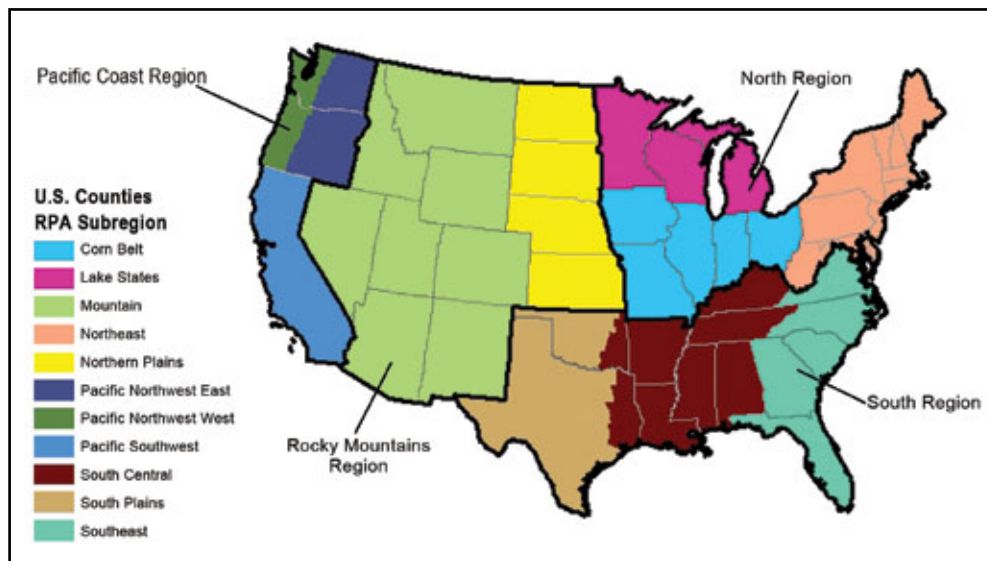 Pacific Coast Region
North Region
U.S. Counties
RPA Subregion
Corn Belt
Lake States
Mountain
Northeast
Northern Plains
Pacific Northwest East
Pacific Northwest West
Pacific Southwest
South Central
South Plains
Southeast
Rocky Mountains
Region
South Region